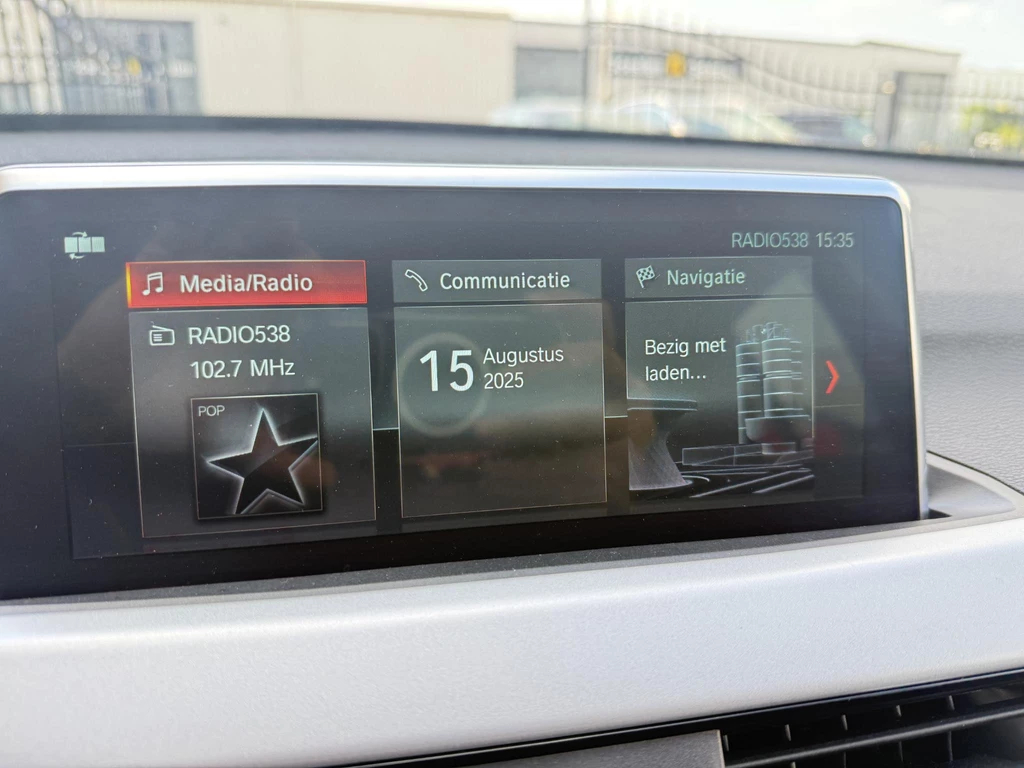 RADIO538 15:35
Media/Radio
RADIO538
102.7 MHz
POP
Communicatie
15 Augustus
2025
Navigatie
Bezig met
laden...